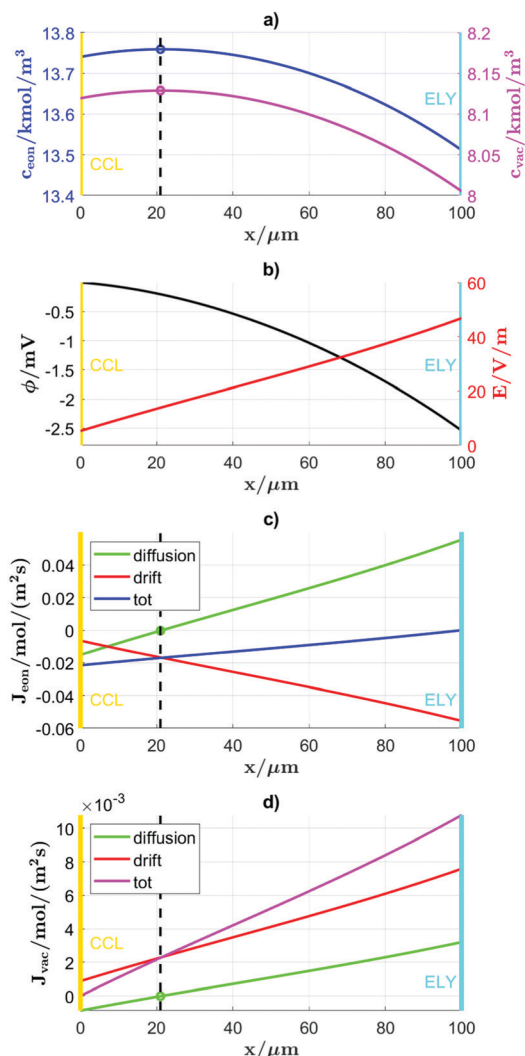 a)
13.8
13.7
13.6
13.5
13.4
8.2
8.15
8.1
8.05
8
c_eon/kmol/m³
c_vac/kmol/m³
CCL
ELY
0 20 40 60 80 100
x/μm
b)
-0.5
-1
-1.5
-2
-2.5
60
40
20
0
ϕ/mV
E/V/m
CCL
ELY
0 20 40 60 80 100
x/μm
c)
diffusion
drift
tot
0.04
0.02
0
-0.02
-0.04
-0.06
J_eon/mol/(m²s)
CCL
ELY
0 20 40 60 80 100
x/μm
d)
×10⁻³
diffusion
drift
tot
10
8
6
4
2
0
J_vac/mol/(m²s)
CCL
ELY
0 20 40 60 80 100
x/μm